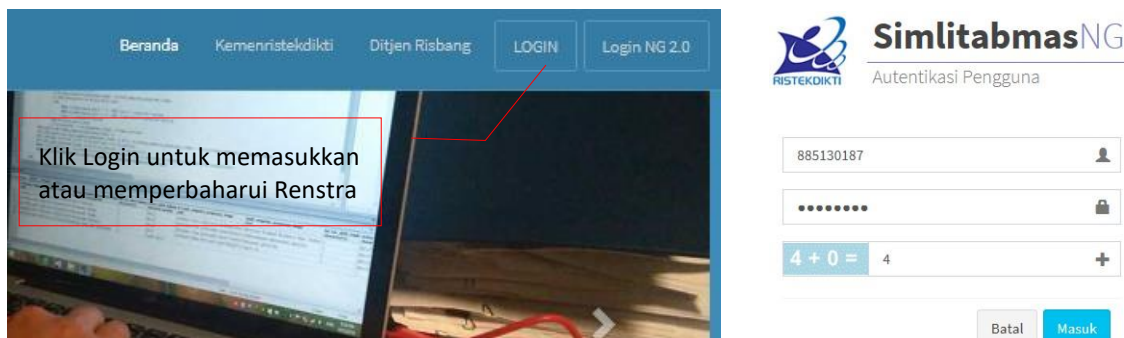 Beranda Kemenristekdikti Ditjen Risbang LOGIN Login NG 2.0
Klik Login untuk memasukkan
atau memperbaharui Renstra
RISTEKDIKTI
SimlitabmasNG
Autentikasi Pengguna
885130187
••••••••
4 + 0 = 4
Batal Masuk